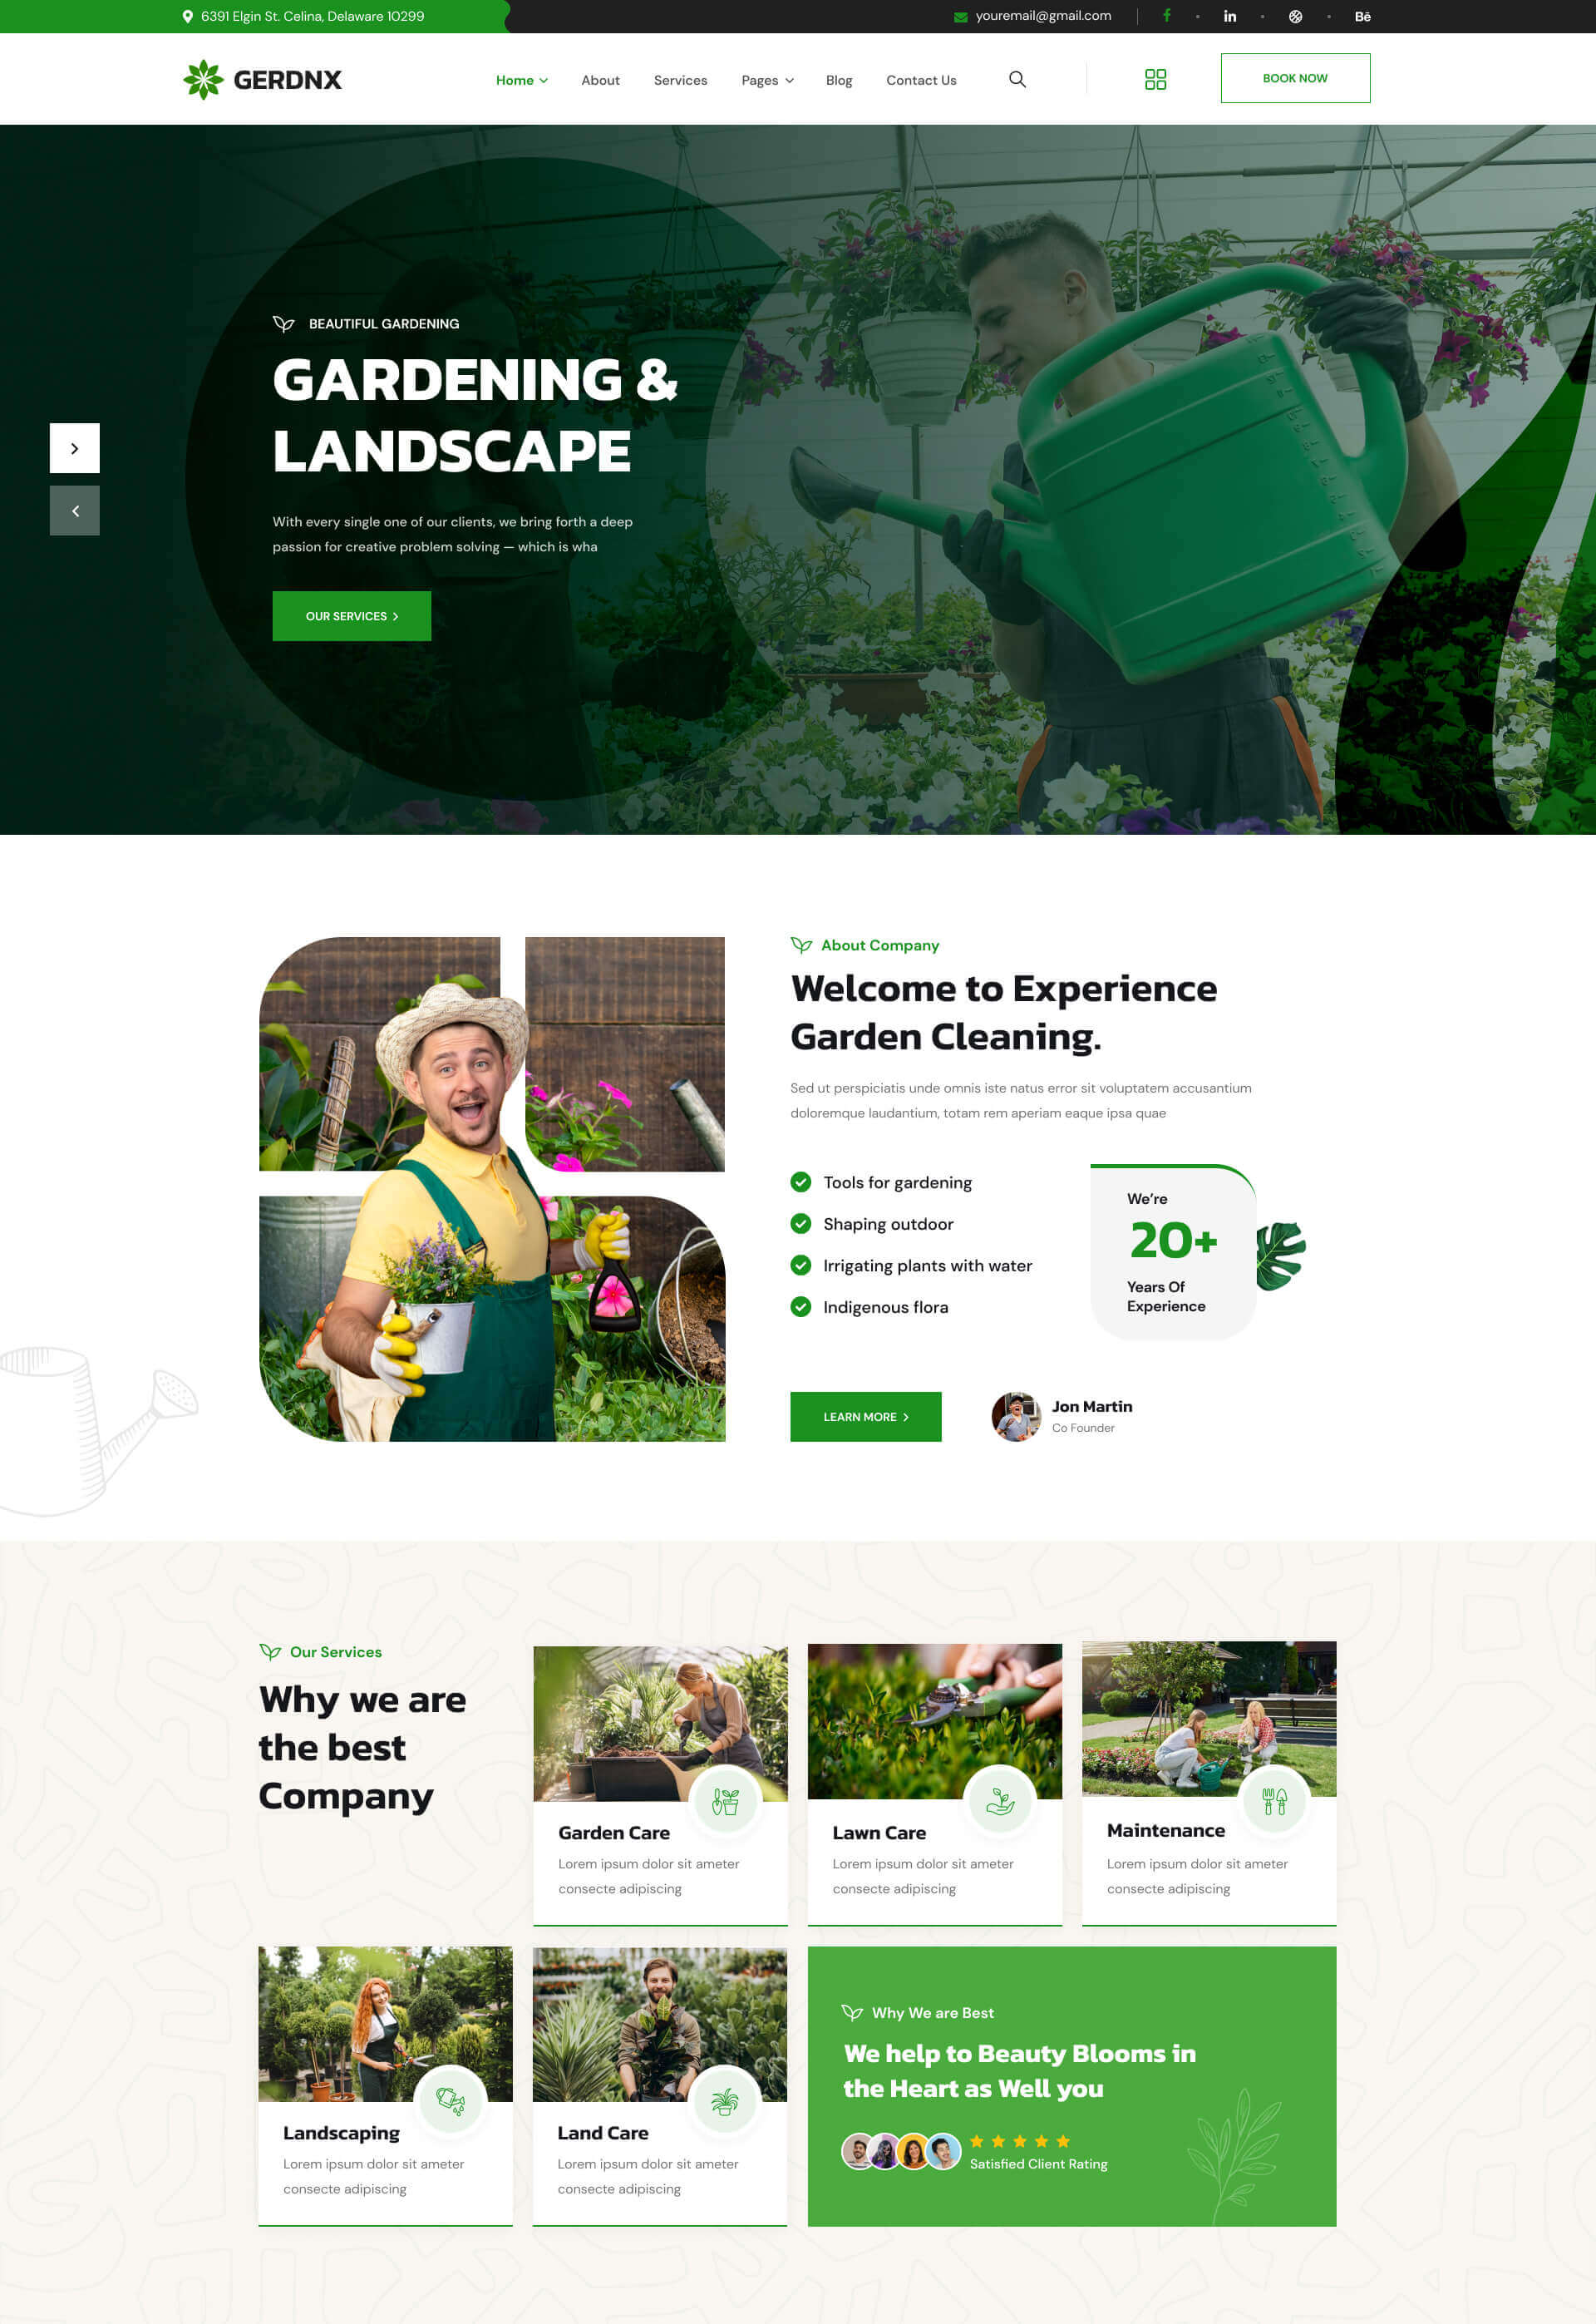 6391 Elgin St. Celina, Delaware 10299
youremail@gmail.com
GERDNX
Home
About
Services
Pages
Blog
Contact Us
BOOK NOW
BEAUTIFUL GARDENING
GARDENING &
LANDSCAPE
With every single one of our clients, we bring forth a deep
passion for creative problem solving — which is wha
OUR SERVICES
About Company
Welcome to Experience
Garden Cleaning.
Sed ut perspiciatis unde omnis iste natus error sit voluptatem accusantium
doloremque laudantium, totam rem aperiam eaque ipsa quae
Tools for gardening
Shaping outdoor
Irrigating plants with water
Indigenous flora
We're
20+
Years Of
Experience
LEARN MORE
Jon Martin
Co Founder
Our Services
Why we are
the best
Company
Garden Care
Lorem ipsum dolor sit ameter
consecte adipiscing
Lawn Care
Lorem ipsum dolor sit ameter
consecte adipiscing
Maintenance
Lorem ipsum dolor sit ameter
consecte adipiscing
Landscaping
Lorem ipsum dolor sit ameter
consecte adipiscing
Land Care
Lorem ipsum dolor sit ameter
consecte adipiscing
Why We are Best
We help to Beauty Blooms in
the Heart as Well you
Satisfied Client Rating